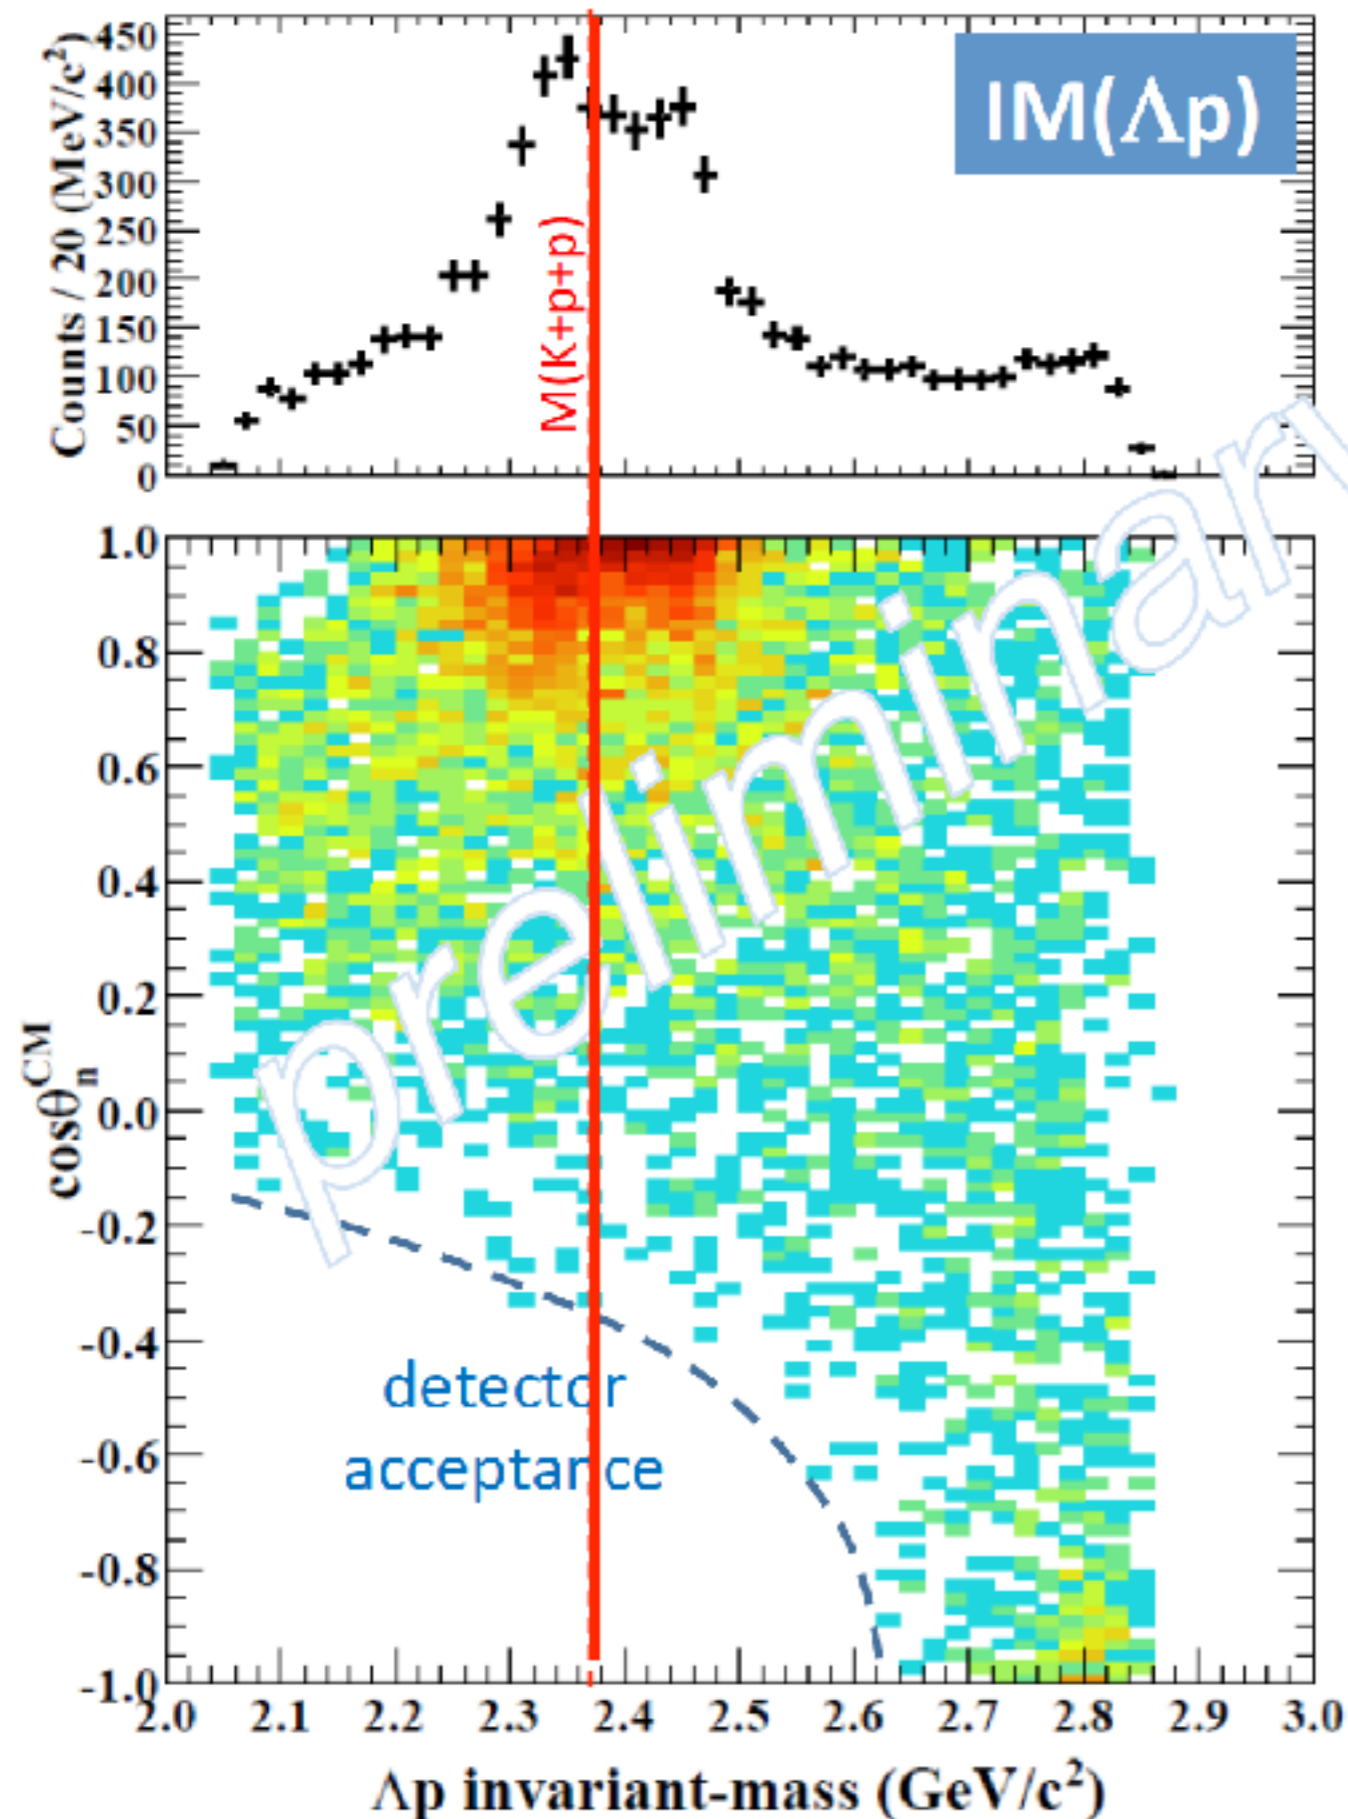 IM(Λp)
Counts / 20 (MeV/c²)
450
400
350
300
250
200
150
100
50
0
M(K+p+p)
preliminary
cosθₙᶜᴹ
1.0
0.8
0.6
0.4
0.2
0.0
-0.2
-0.4
-0.6
-0.8
-1.0
detector
acceptance
2.0 2.1 2.2 2.3 2.4 2.5 2.6 2.7 2.8 2.9 3.0
Λp invariant-mass (GeV/c²)